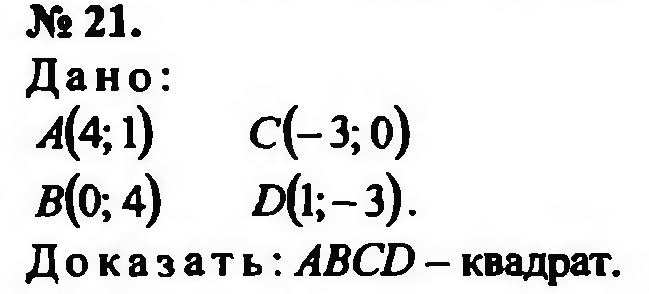 № 21.
Дано:
A(4; 1) C(– 3; 0)
B(0; 4) D(1; – 3).
Доказать: ABCD – квадрат.